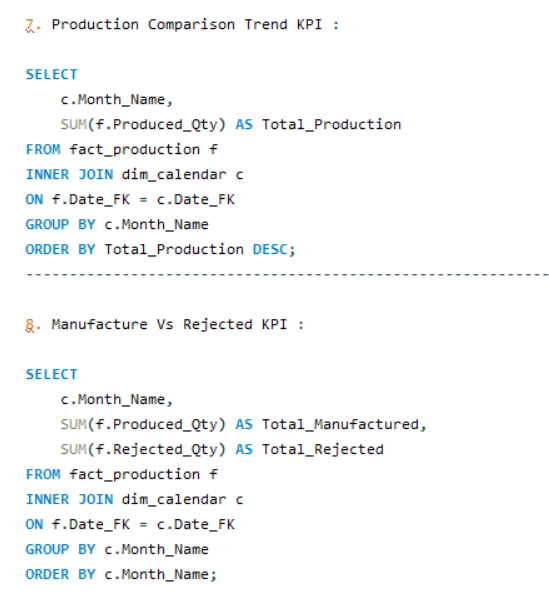 7. Production Comparison Trend KPI :
SELECT
    c.Month_Name,
    SUM(f.Produced_Qty) AS Total_Production
FROM fact_production f
INNER JOIN dim_calendar c
ON f.Date_FK = c.Date_FK
GROUP BY c.Month_Name
ORDER BY Total_Production DESC;
------------------------------------------------------------
8. Manufacture Vs Rejected KPI :
SELECT
    c.Month_Name,
    SUM(f.Produced_Qty) AS Total_Manufactured,
    SUM(f.Rejected_Qty) AS Total_Rejected
FROM fact_production f
INNER JOIN dim_calendar c
ON f.Date_FK = c.Date_FK
GROUP BY c.Month_Name
ORDER BY c.Month_Name;